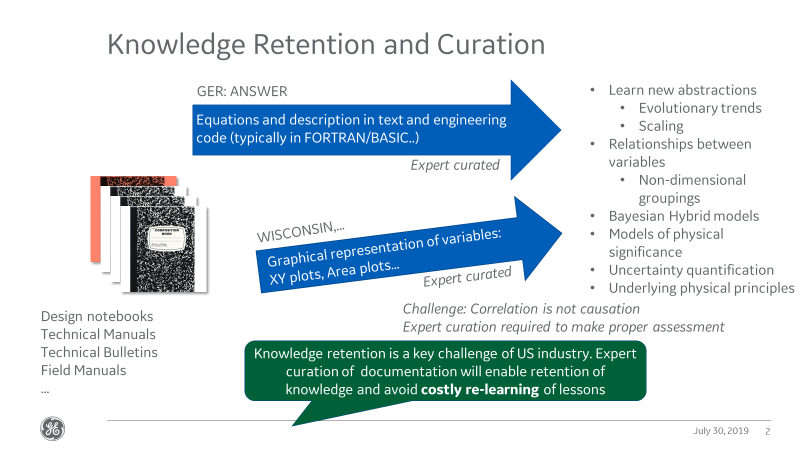 Knowledge Retention and Curation
GER: ANSWER
Equations and description in text and engineering
code (typically in FORTRAN/BASIC..)
Expert curated
• Learn new abstractions
• Evolutionary trends
• Scaling
• Relationships between
variables
• Non-dimensional
groupings
• Bayesian Hybrid models
• Models of physical
significance
• Uncertainty quantification
• Underlying physical principles
WISCONSIN,...
Graphical representation of variables:
XY plots, Area plots...
Expert curated
COMPOSITION
BOOK
Design notebooks
Technical Manuals
Technical Bulletins
Field Manuals
...
Challenge: Correlation is not causation
Expert curation required to make proper assessment
Knowledge retention is a key challenge of US industry. Expert
curation of documentation will enable retention of
knowledge and avoid costly re-learning of lessons
GE
July 30, 2019 2